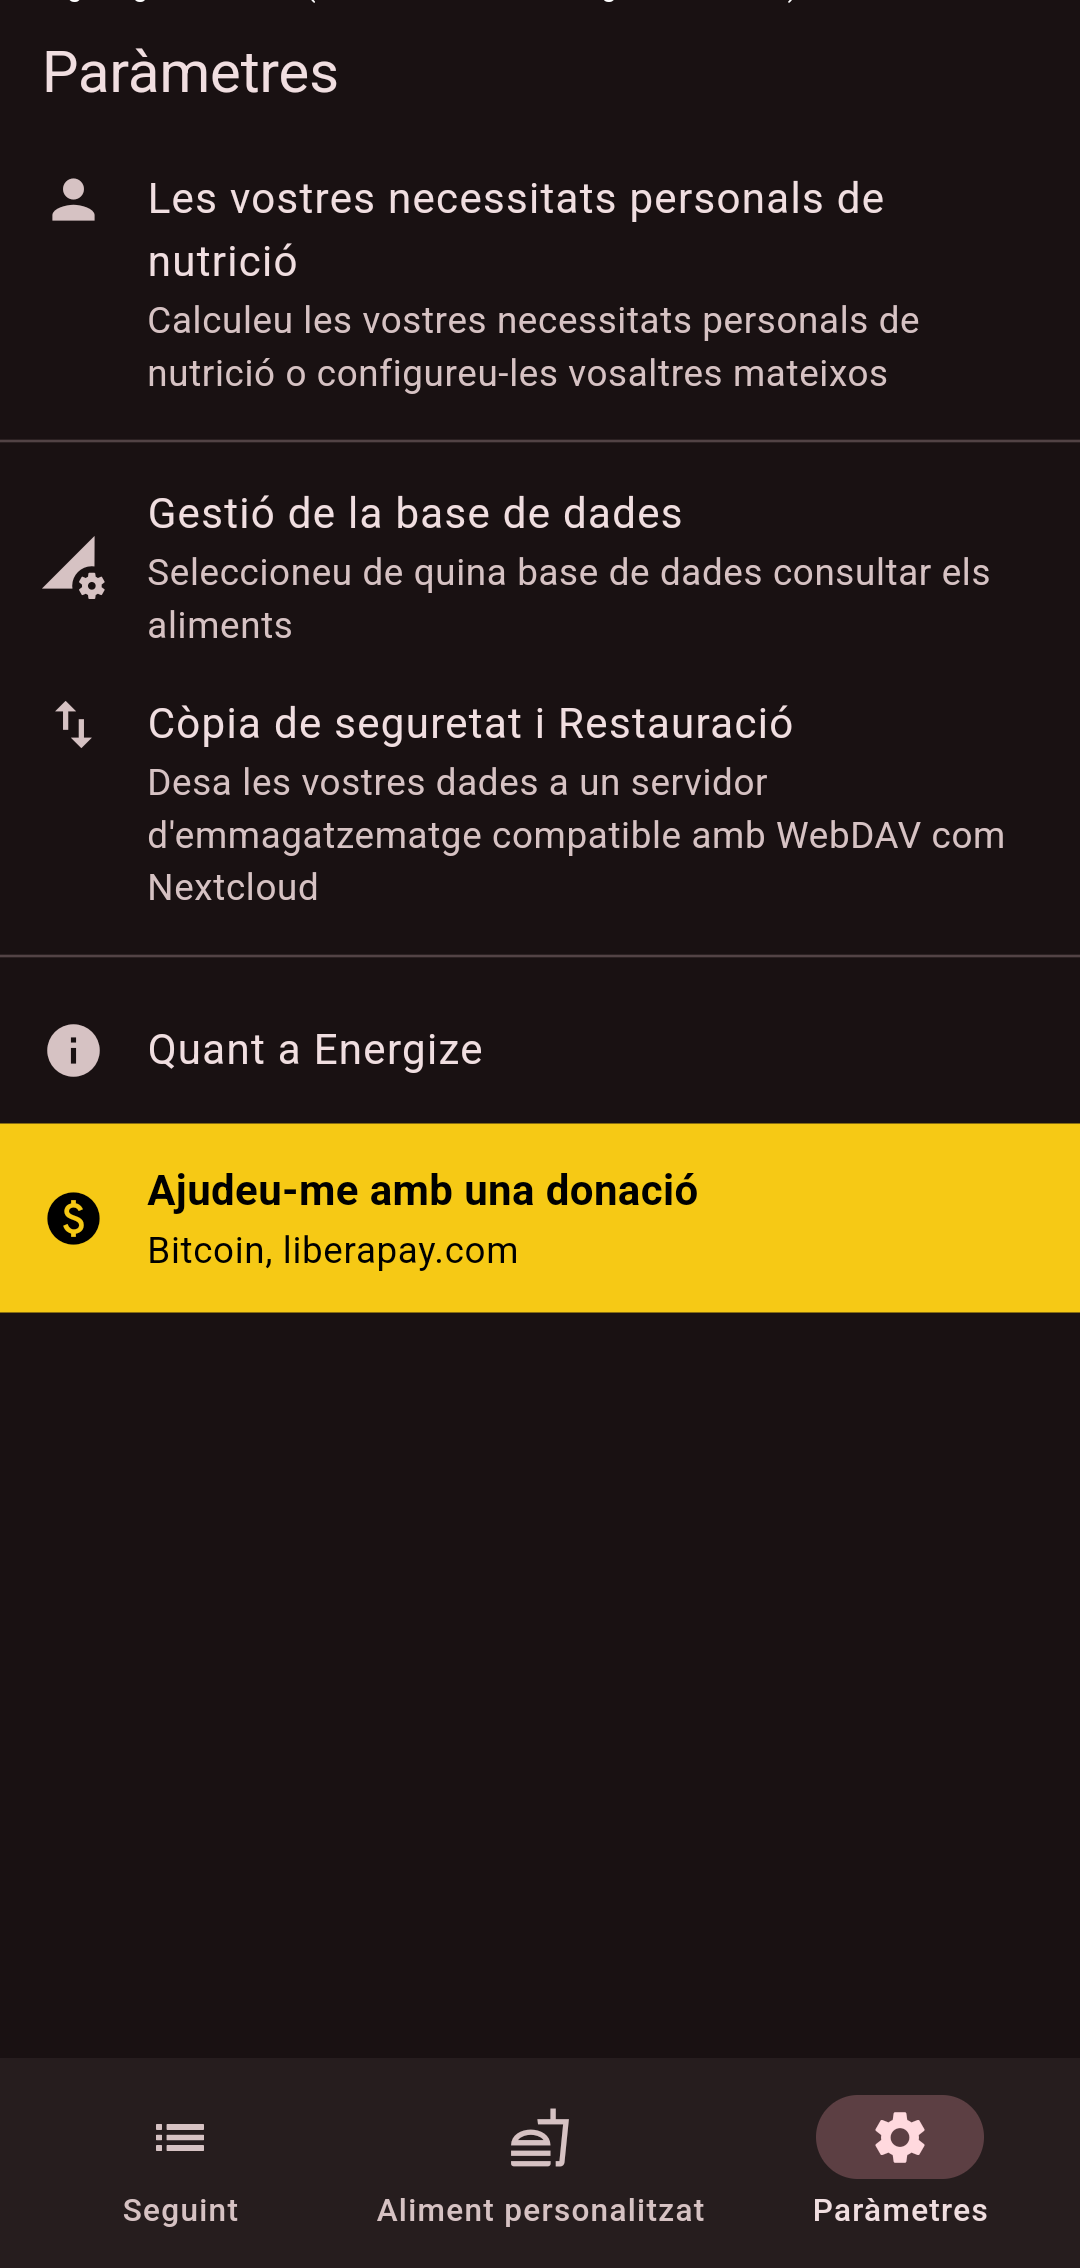 Paràmetres
Les vostres necessitats personals de
nutrició
Calculeu les vostres necessitats personals de
nutrició o configureu-les vosaltres mateixos
Gestió de la base de dades
Seleccioneu de quina base de dades consultar els
aliments
Còpia de seguretat i Restauració
Desa les vostres dades a un servidor
d'emmagatzematge compatible amb WebDAV com
Nextcloud
Quant a Energize
Ajudeu-me amb una donació
Bitcoin, liberapay.com
Seguint
Aliment personalitzat
Paràmetres